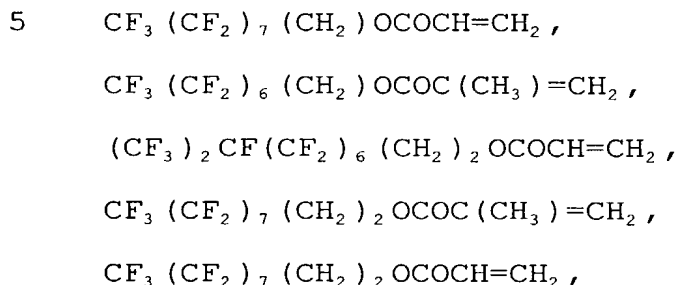 5 CF₃(CF₂)₇(CH₂)OCOCH=CH₂,
CF₃(CF₂)₆(CH₂)OCOC(CH₃)=CH₂,
(CF₃)₂CF(CF₂)₆(CH₂)₂OCOCH=CH₂,
CF₃(CF₂)₇(CH₂)₂OCOC(CH₃)=CH₂,
CF₃(CF₂)₇(CH₂)₂OCOCH=CH₂,